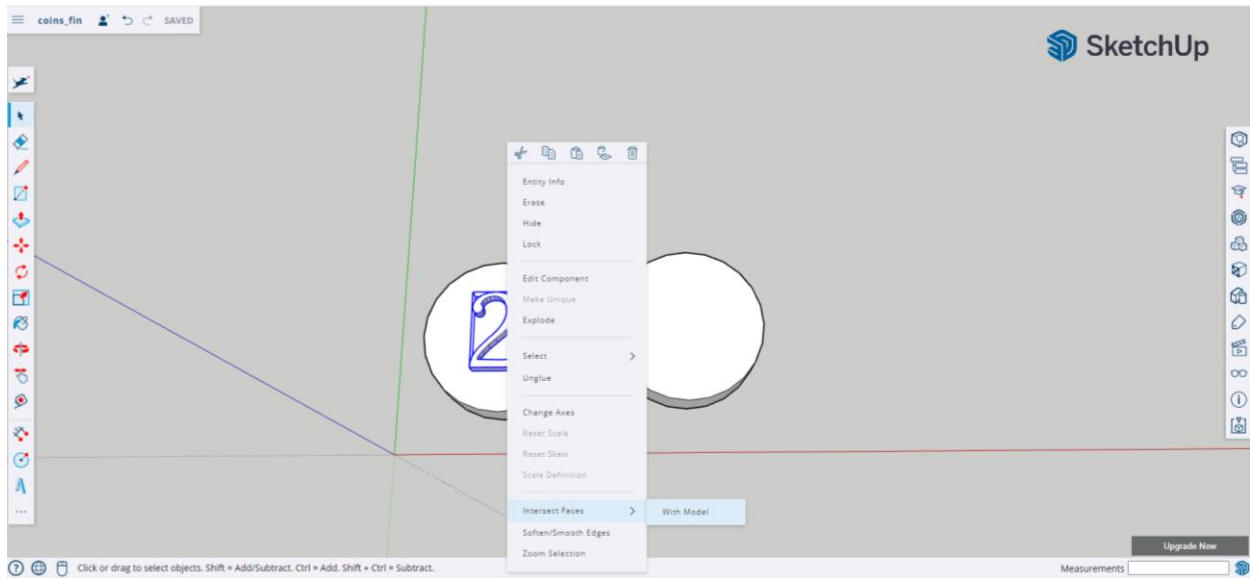 coins_fin SAVED
SketchUp
Entity Info
Erase
Hide
Lock
Edit Component
Make Unique
Explode
2
Select
Unglue
Change Axes
Reset Scale
Reset Skew
Scale Definition
Intersect Faces
With Model
Soften/Smooth Edges
Zoom Selection
Upgrade Now
Click or drag to select objects. Shift = Add/Subtract. Ctrl = Add. Shift + Ctrl = Subtract.
Measurements